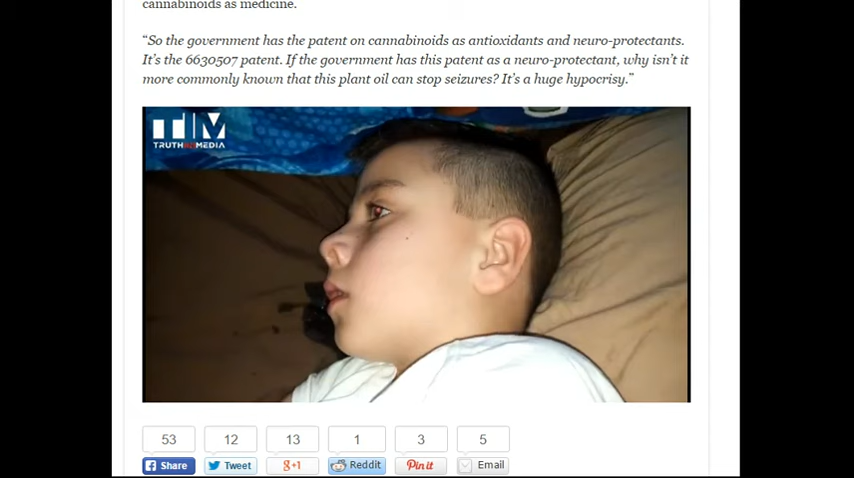 cannabinoids as medicine.
“So the government has the patent on cannabinoids as antioxidants and neuro-protectants.
It’s the 6630507 patent. If the government has this patent as a neuro-protectant, why isn’t it
more commonly known that this plant oil can stop seizures? It’s a huge hypocrisy.”
TIM
TRUTH IN MEDIA
53 12 13 1 3 5
Share Tweet g+1 Reddit Pin it Email